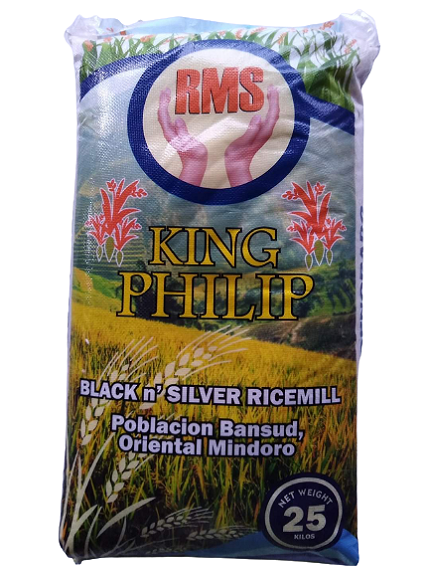 RMS
KING
PHILIP
BLACK n' SILVER RICEMILL
Poblacion Bansud,
Oriental Mindoro
NET WEIGHT
25
KILOS